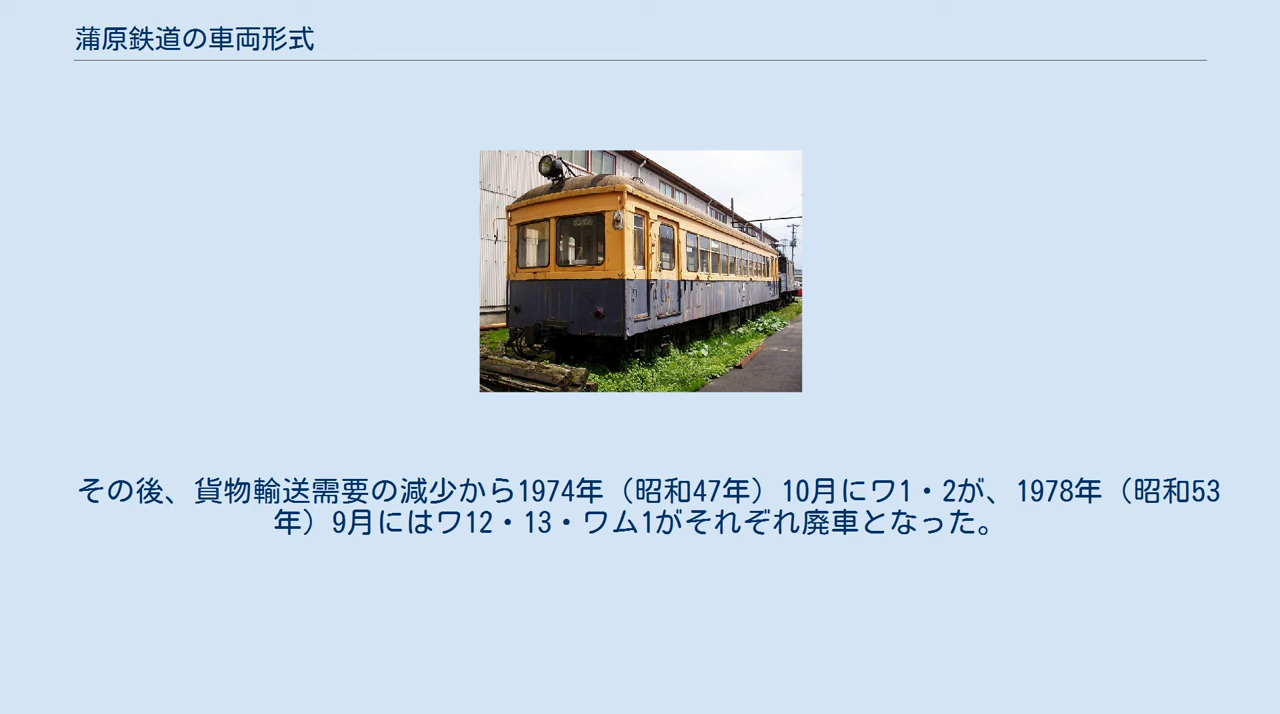 蒲原鉄道の車両形式
その後、貨物輸送需要の減少から1974年（昭和47年）10月にワ1・2が、1978年（昭和53
年）9月にはワ12・13・ワム1がそれぞれ廃車となった。